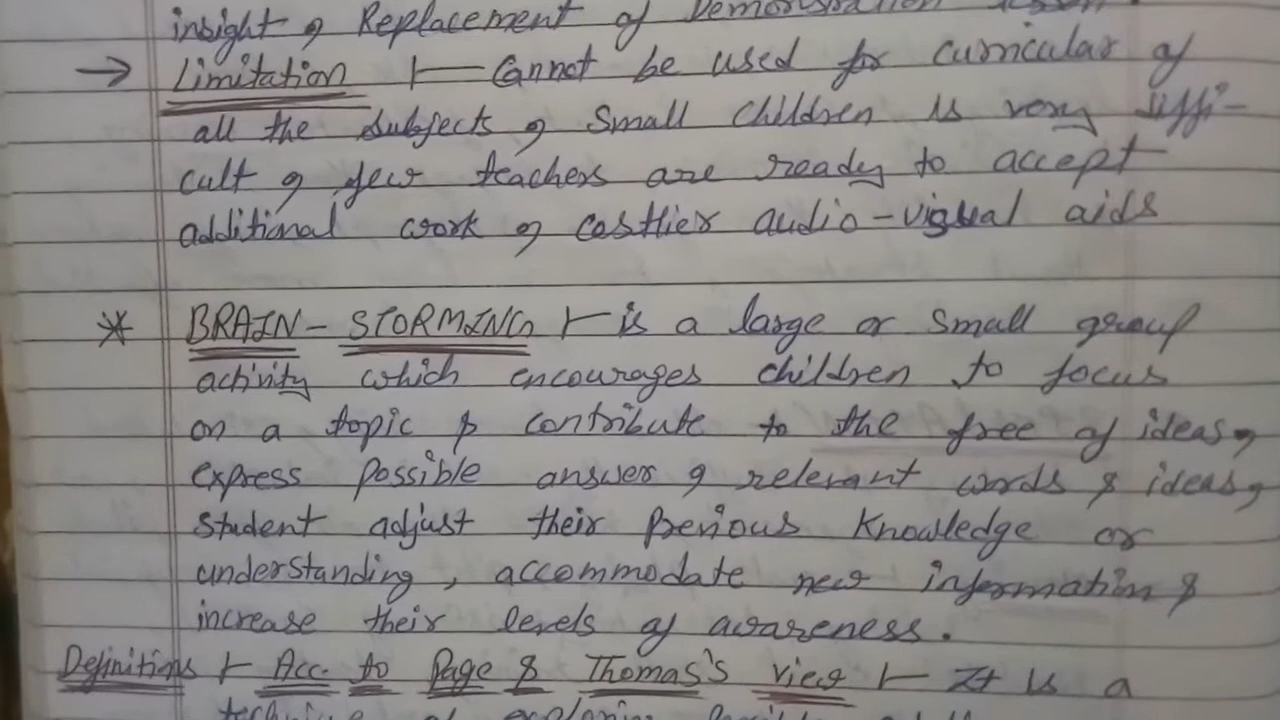 insight, Replacement of Demonstration lesson.
→ Limitation :- Cannot be used for curricular of
all the subjects, small children is very diffi-
cult, few teachers are ready to accept
additional work, costlier audio-visual aids
* BRAIN-STORMING :- is a large or small group
activity which encourages children to focus
on a topic & contribute to the free of ideas,
express possible answer, relevant words & ideas,
student adjust their previous knowledge or
understanding, accommodate new information &
increase their levels of awareness.
Definitions :- Acc. to Page & Thomas's view :- It is a
technique of exploring